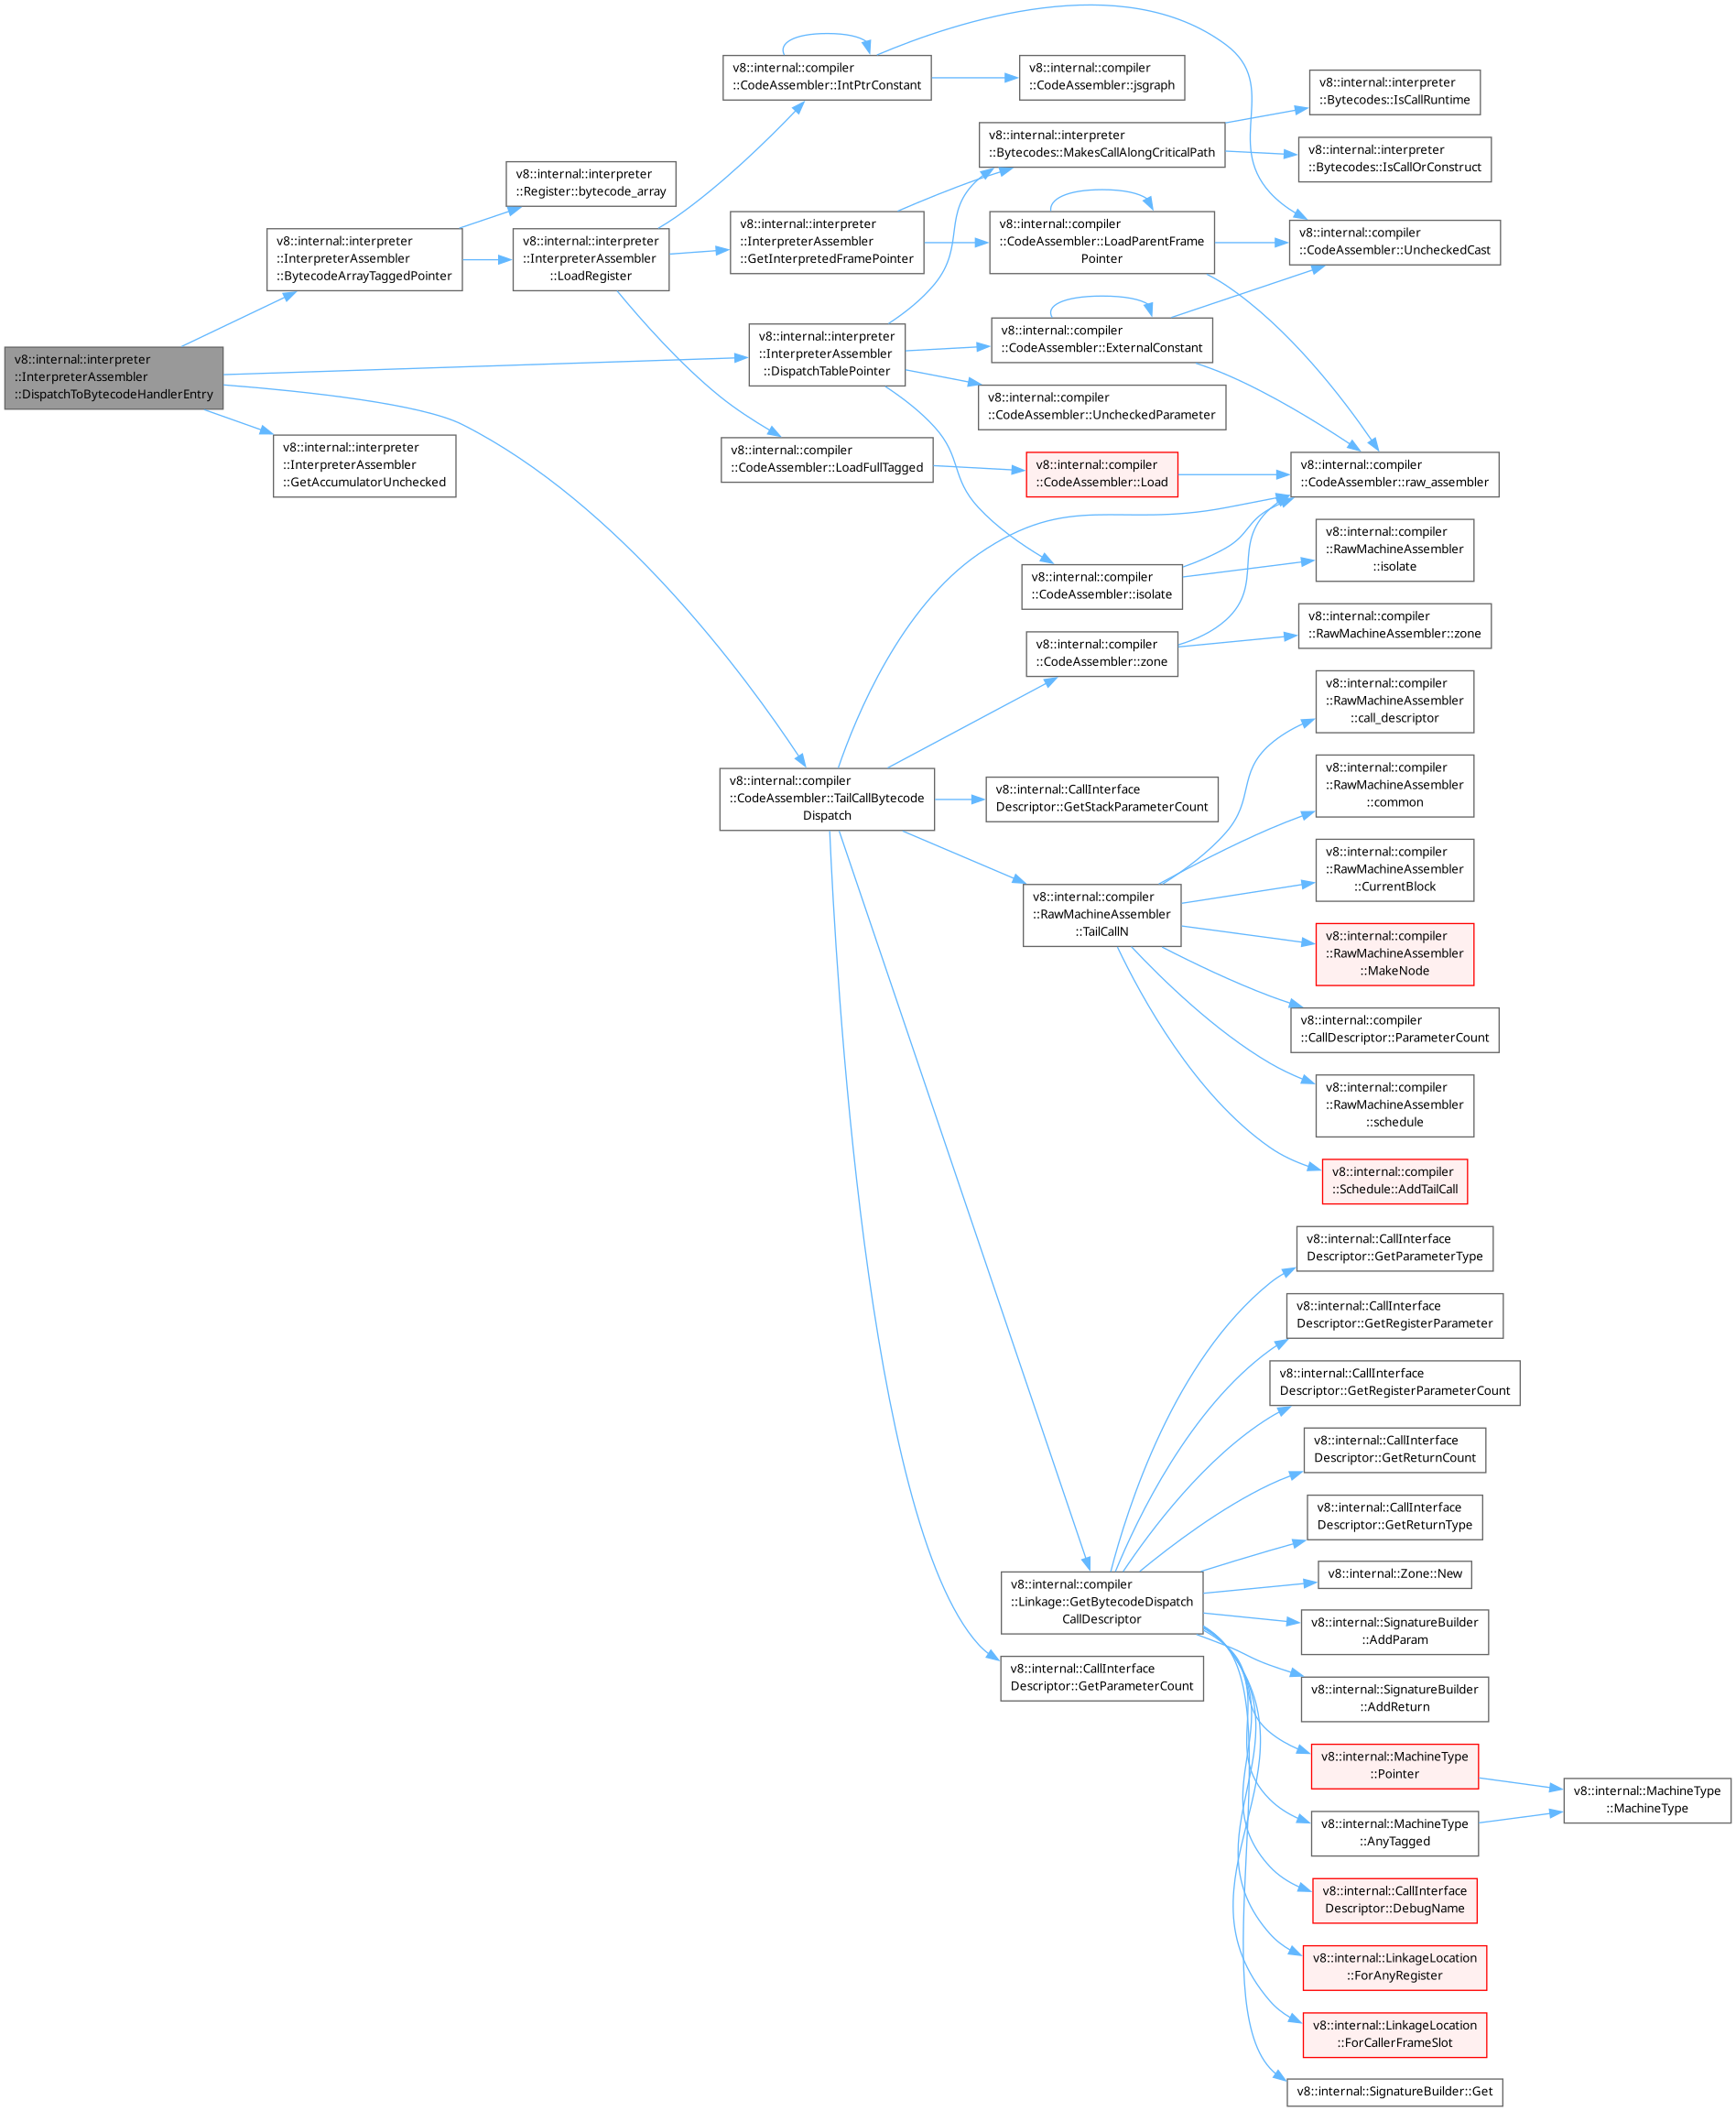 v8::internal::interpreter
::InterpreterAssembler
::DispatchToBytecodeHandlerEntry
v8::internal::interpreter
::InterpreterAssembler
::BytecodeArrayTaggedPointer
v8::internal::interpreter
::InterpreterAssembler
::GetAccumulatorUnchecked
v8::internal::interpreter
::Register::bytecode_array
v8::internal::interpreter
::InterpreterAssembler
::LoadRegister
v8::internal::compiler
::CodeAssembler::IntPtrConstant
v8::internal::interpreter
::InterpreterAssembler
::GetInterpretedFramePointer
v8::internal::interpreter
::InterpreterAssembler
::DispatchTablePointer
v8::internal::compiler
::CodeAssembler::LoadFullTagged
v8::internal::compiler
::CodeAssembler::TailCallBytecode
Dispatch
v8::internal::compiler
::CodeAssembler::jsgraph
v8::internal::interpreter
::Bytecodes::MakesCallAlongCriticalPath
v8::internal::compiler
::CodeAssembler::LoadParentFrame
Pointer
v8::internal::compiler
::CodeAssembler::ExternalConstant
v8::internal::compiler
::CodeAssembler::UncheckedParameter
v8::internal::compiler
::CodeAssembler::Load
v8::internal::compiler
::CodeAssembler::isolate
v8::internal::compiler
::CodeAssembler::zone
v8::internal::CallInterface
Descriptor::GetStackParameterCount
v8::internal::compiler
::RawMachineAssembler
::TailCallN
v8::internal::compiler
::Linkage::GetBytecodeDispatch
CallDescriptor
v8::internal::CallInterface
Descriptor::GetParameterCount
v8::internal::interpreter
::Bytecodes::IsCallRuntime
v8::internal::interpreter
::Bytecodes::IsCallOrConstruct
v8::internal::compiler
::CodeAssembler::UncheckedCast
v8::internal::compiler
::CodeAssembler::raw_assembler
v8::internal::compiler
::RawMachineAssembler
::isolate
v8::internal::compiler
::RawMachineAssembler::zone
v8::internal::compiler
::RawMachineAssembler
::call_descriptor
v8::internal::compiler
::RawMachineAssembler
::common
v8::internal::compiler
::RawMachineAssembler
::CurrentBlock
v8::internal::compiler
::RawMachineAssembler
::MakeNode
v8::internal::compiler
::CallDescriptor::ParameterCount
v8::internal::compiler
::RawMachineAssembler
::schedule
v8::internal::compiler
::Schedule::AddTailCall
v8::internal::CallInterface
Descriptor::GetParameterType
v8::internal::CallInterface
Descriptor::GetRegisterParameter
v8::internal::CallInterface
Descriptor::GetRegisterParameterCount
v8::internal::CallInterface
Descriptor::GetReturnCount
v8::internal::CallInterface
Descriptor::GetReturnType
v8::internal::Zone::New
v8::internal::SignatureBuilder
::AddParam
v8::internal::SignatureBuilder
::AddReturn
v8::internal::MachineType
::Pointer
v8::internal::MachineType
::AnyTagged
v8::internal::CallInterface
Descriptor::DebugName
v8::internal::LinkageLocation
::ForAnyRegister
v8::internal::LinkageLocation
::ForCallerFrameSlot
v8::internal::SignatureBuilder::Get
v8::internal::MachineType
::MachineType